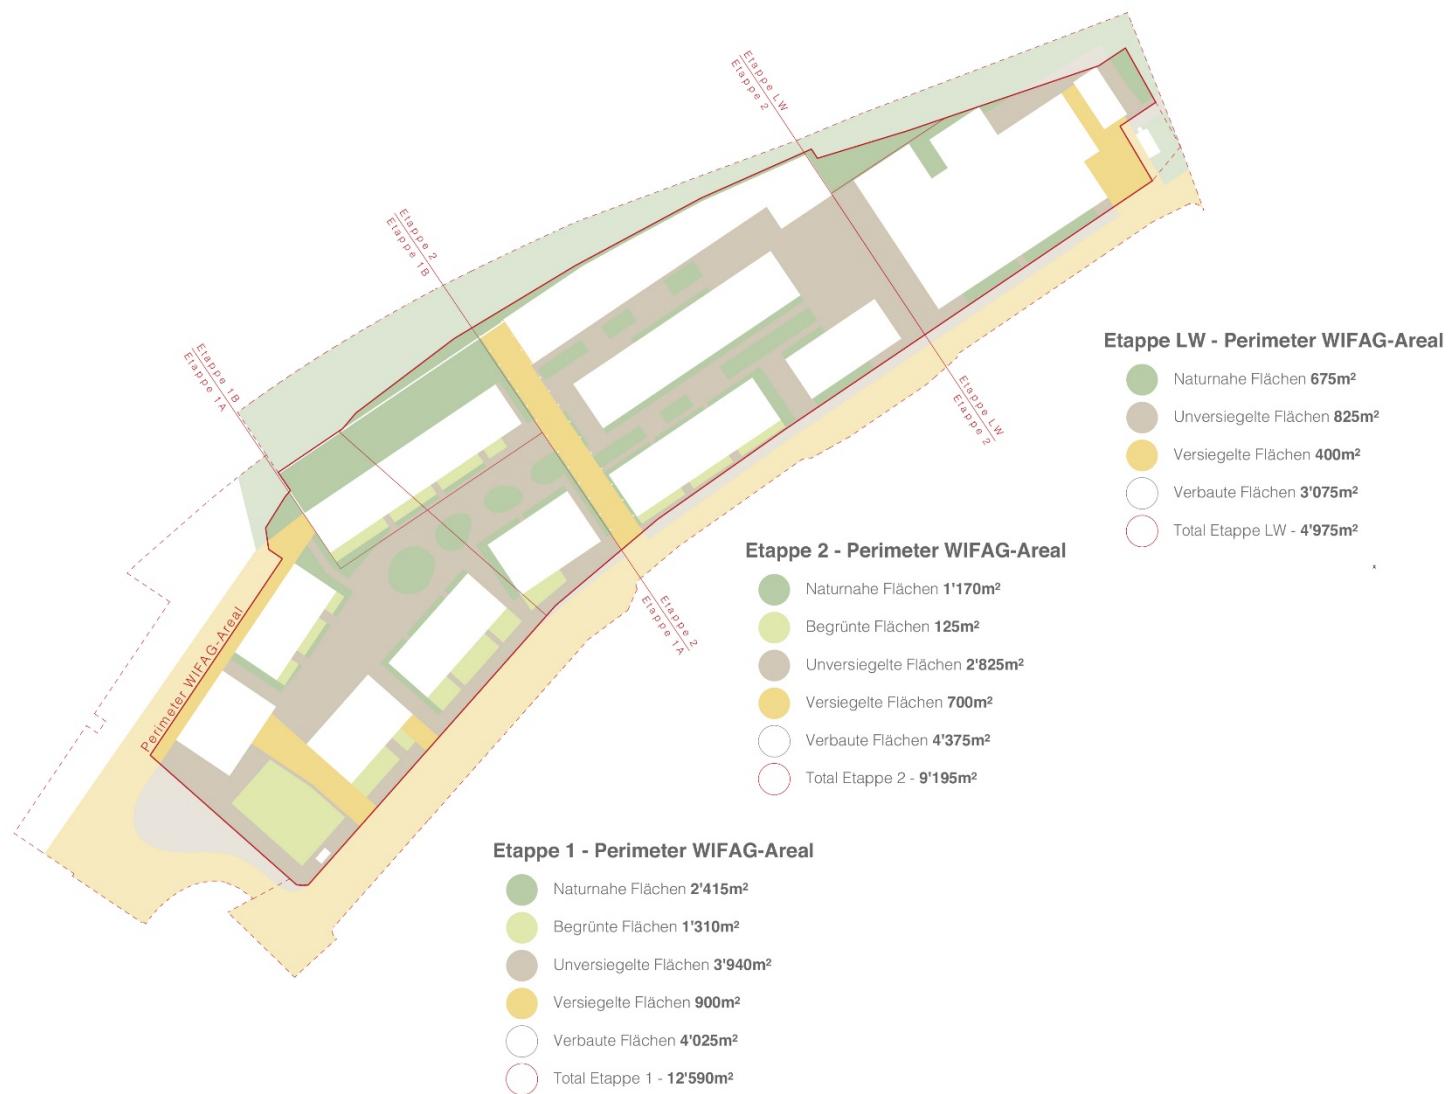 Etappe LW
Etappe 2
Etappe 2
Etappe 1B
Etappe 1B
Etappe 1A
Etappe LW
Etappe 2
Etappe 2
Etappe 1A
Perimeter WIFAG-Areal
Etappe LW - Perimeter WIFAG-Areal
Naturnahe Flächen 675m²
Unversiegelte Flächen 825m²
Versiegelte Flächen 400m²
Verbaute Flächen 3'075m²
Total Etappe LW - 4'975m²
x
Etappe 2 - Perimeter WIFAG-Areal
Naturnahe Flächen 1'170m²
Begrünte Flächen 125m²
Unversiegelte Flächen 2'825m²
Versiegelte Flächen 700m²
Verbaute Flächen 4'375m²
Total Etappe 2 - 9'195m²
Etappe 1 - Perimeter WIFAG-Areal
Naturnahe Flächen 2'415m²
Begrünte Flächen 1'310m²
Unversiegelte Flächen 3'940m²
Versiegelte Flächen 900m²
Verbaute Flächen 4'025m²
Total Etappe 1 - 12'590m²